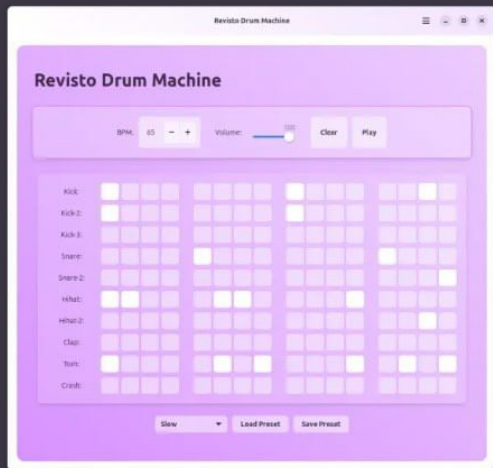 Revisto Drum Machine
Revisto Drum Machine
BPM: 65 − + Volume: 100 Clear Play
Kick:
Kick-2:
Kick-3:
Snare:
Snare-2:
Hihat:
Hihat-2:
Clap:
Tom:
Crash:
Slow Load Preset Save Preset